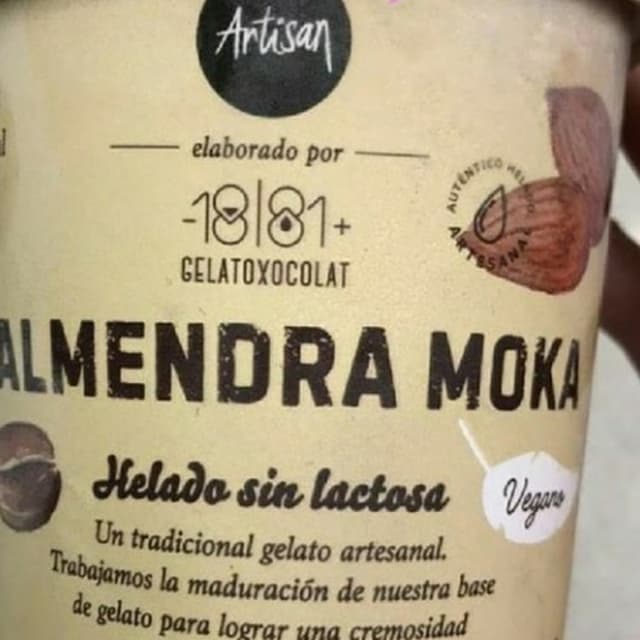 Artisan
elaborado por
-18|81+
GELATOXOCOLAT
AUTÉNTICO
ARTESANAL
ALMENDRA MOKA
Helado sin lactosa
Vegano
Un tradicional gelato artesanal.
Trabajamos la maduración de nuestra base
de gelato para lograr una cremosidad